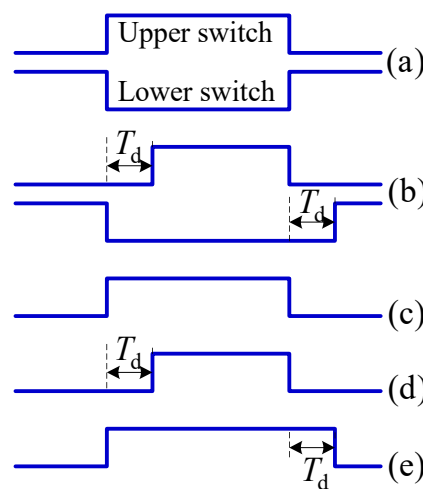 Upper switch
(a)
Lower switch
Td
(b)
Td
(c)
Td
(d)
(e)
Td